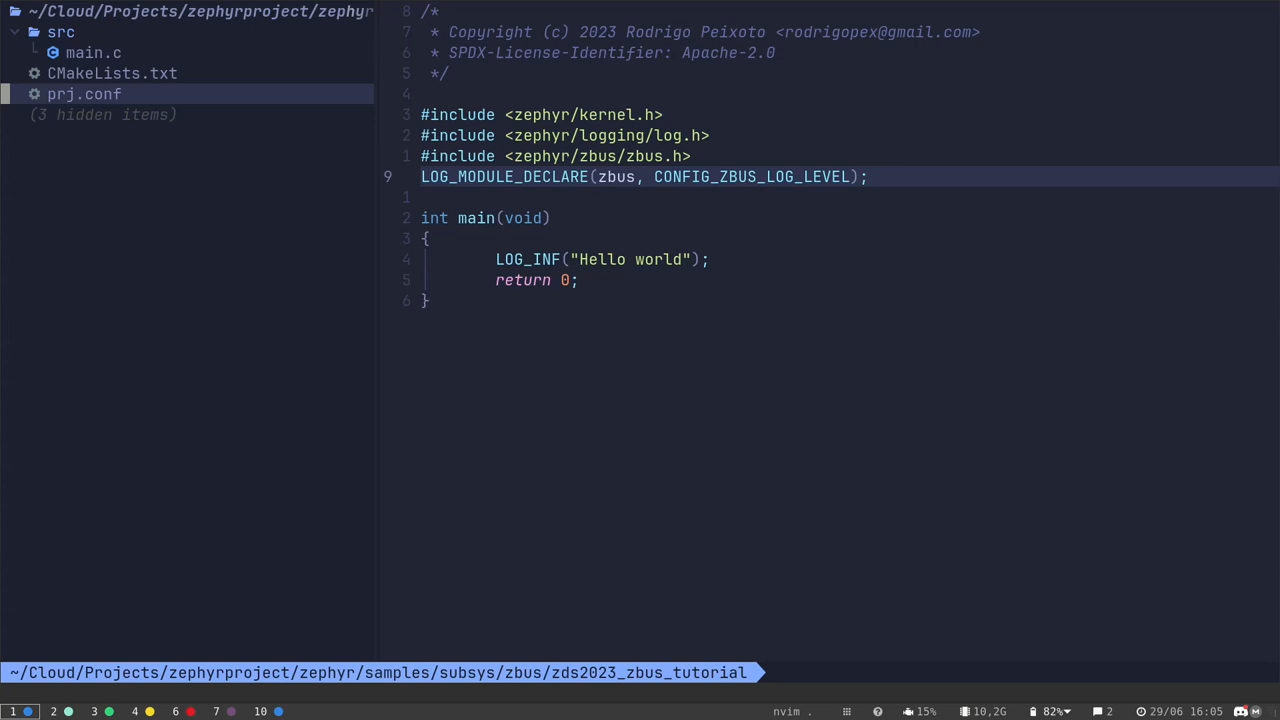 ~/Cloud/Projects/zephyrproject/zephyr
src
main.c
CMakeLists.txt
prj.conf
(3 hidden items)
8 /*
7  * Copyright (c) 2023 Rodrigo Peixoto <rodrigopex@gmail.com>
6  * SPDX-License-Identifier: Apache-2.0
5  */
4
3 #include <zephyr/kernel.h>
2 #include <zephyr/logging/log.h>
1 #include <zephyr/zbus/zbus.h>
9 LOG_MODULE_DECLARE(zbus, CONFIG_ZBUS_LOG_LEVEL);
1
2 int main(void)
3 {
4 LOG_INF("Hello world");
5 return 0;
6 }
~/Cloud/Projects/zephyrproject/zephyr/samples/subsys/zbus/zds2023_zbus_tutorial
1 2 3 4 6 7 10 nvim . 15% 10,2G 82% 2 29/06 16:05